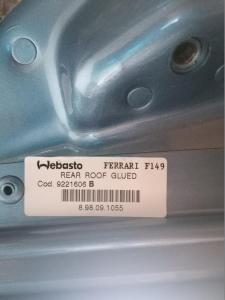 Webasto FERRARI F149
REAR ROOF GLUED
Cod. 9221606 B
8.98.09.1055